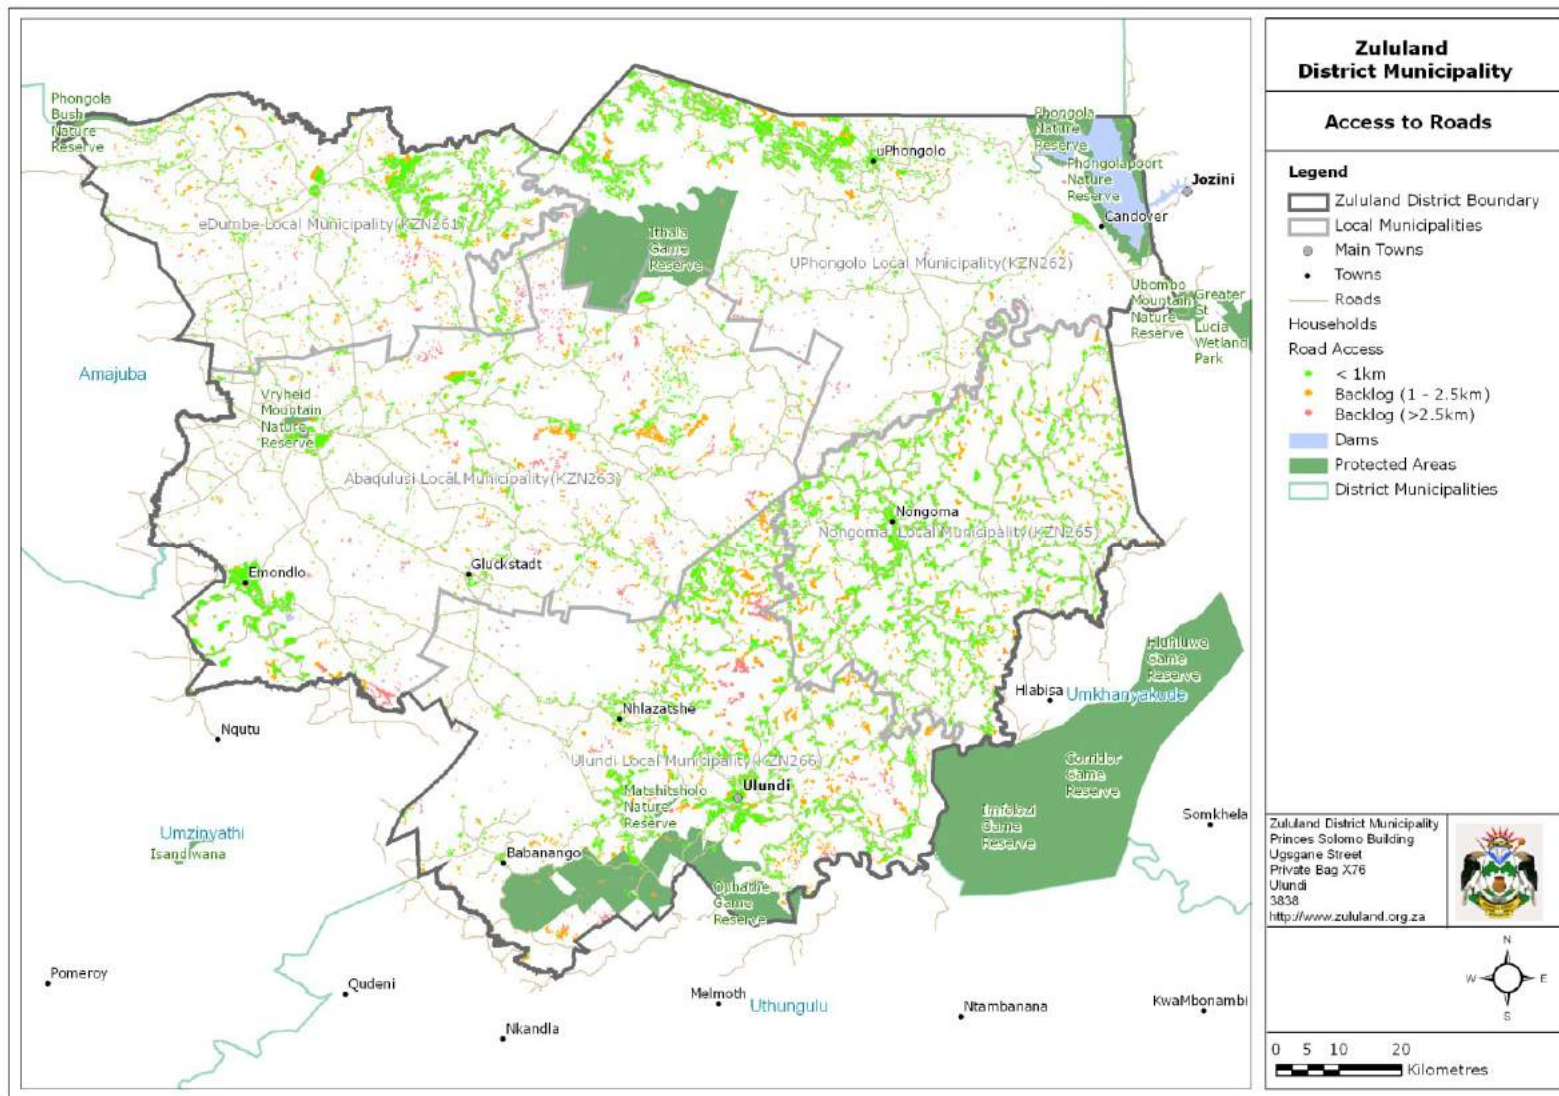 Zululand
District Municipality
Access to Roads
Legend
Zululand District Boundary
Local Municipalities
Main Towns
Towns
Roads
Households
Road Access
< 1km
Backlog (1 - 2.5km)
Backlog (>2.5km)
Dams
Protected Areas
District Municipalities
Zululand District Municipality
Princes Solomo Building
Ugsgane Street
Private Bag X76
Ulundi
3838
http://www.zululand.org.za
N
W
E
S
0 5 10 20
Kilometres
Phongola
Bush
Nature
Reserve
Phongola
Nature
Reserve
uPhongolo
Phongolapoort
Nature
Reserve
Jozini
Candover
eDumbe Local Municipality(KZN261)
Ithala
Game
Reserve
UPhongolo Local Municipality(KZN262)
Ubombo
Mountain
Nature
Reserve
Greater
St
Lucia
Wetland
Park
Amajuba
Vryheid
Mountain
Nature
Reserve
Abaqulusi Local Municipality(KZN263)
Nongoma
Nongoma Local Municipality(KZN265)
Emondlo
Gluckstadt
Hluhluwe
Game
Reserve
Hlabisa
Umkhanyakude
Nhlazatshe
Nqutu
Ulundi Local Municipality(KZN266)
Corridor
Game
Reserve
Ulundi
Matshitsholo
Nature
Reserve
Imfolozi
Game
Reserve
Somkhela
Umzinyathi
Isandlwana
Babanango
Ophathe
Game
Reserve
Pomeroy
Qudeni
Melmoth
Uthungulu
Ntambanana
KwaMbonambi
Nkandla